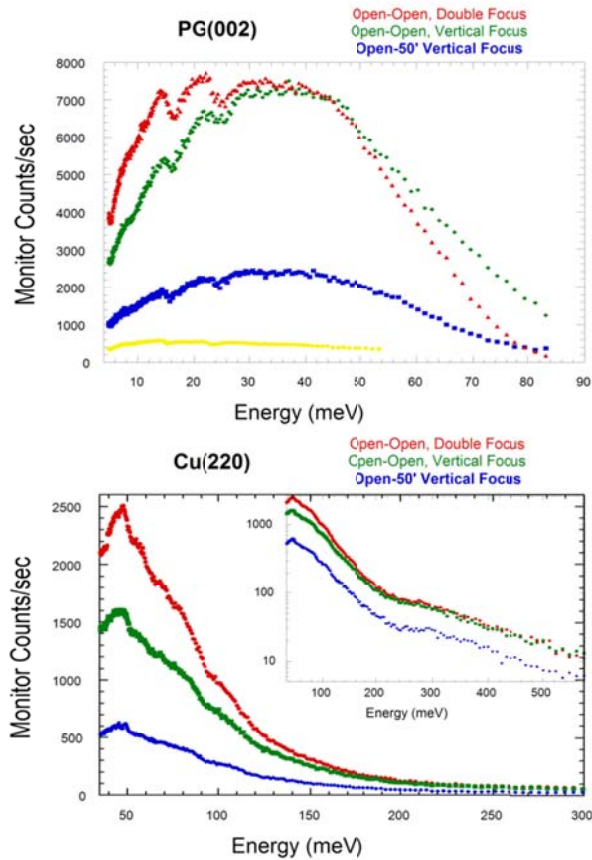 PG(002)
Open-Open, Double Focus
Open-Open, Vertical Focus
Open-50' Vertical Focus
8000
7000
6000
5000
4000
3000
2000
1000
0
Monitor Counts/sec
10 20 30 40 50 60 70 80 90
Energy (meV)
Cu(220)
Open-Open, Double Focus
Open-Open, Vertical Focus
Open-50' Vertical Focus
2500
2000
1500
1000
500
0
Monitor Counts/sec
1000
100
10
100 200 300 400 500
Energy (meV)
50 100 150 200 250 300
Energy (meV)